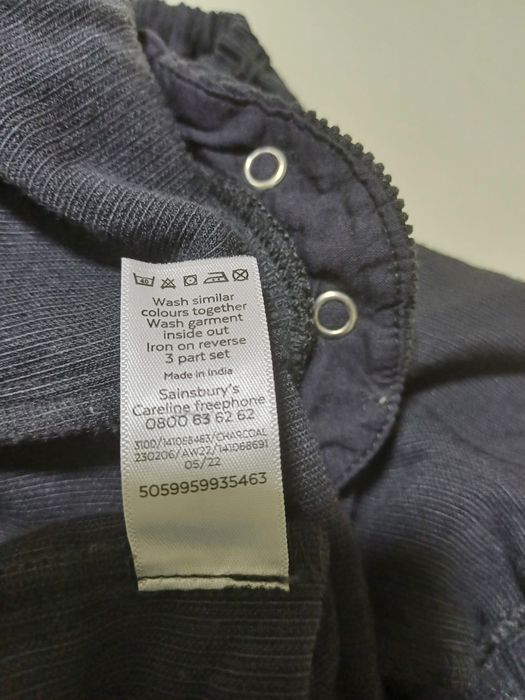 40
Wash similar
colours together
Wash garment
inside out
Iron on reverse
3 part set
Made in India
Sainsbury's
Careline freephone
0800 63 62 62
3100/141058463/CHARCOAL
230206/AW22/141068691
05/22
5059959935463